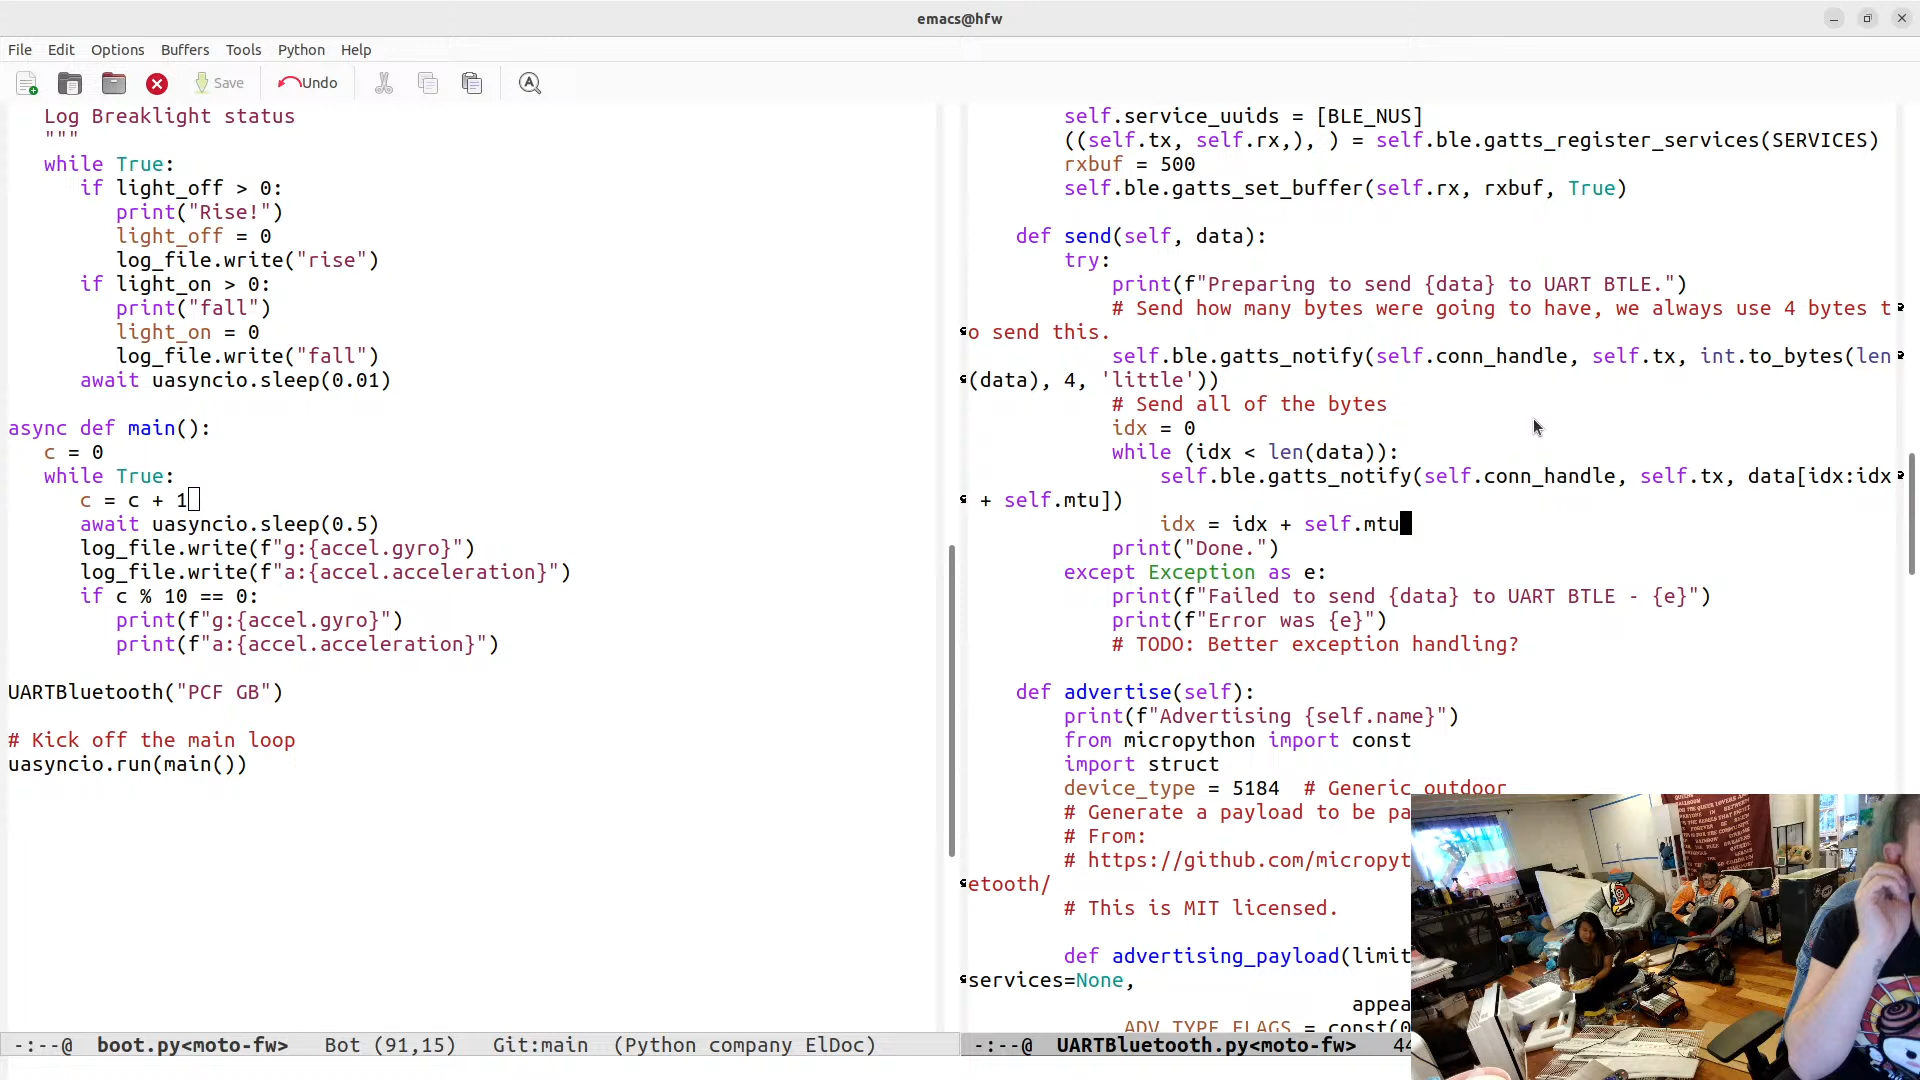 emacs@hfw
File Edit Options Buffers Tools Python Help
Save Undo
Log Breaklight status
"""
while True:
if light_off > 0:
print("Rise!")
light_off = 0
log_file.write("rise")
if light_on > 0:
print("fall")
light_on = 0
log_file.write("fall")
await uasyncio.sleep(0.01)
async def main():
c = 0
while True:
c = c + 1
await uasyncio.sleep(0.5)
log_file.write(f"g:{accel.gyro}")
log_file.write(f"a:{accel.acceleration}")
if c % 10 == 0:
print(f"g:{accel.gyro}")
print(f"a:{accel.acceleration}")
UARTBluetooth("PCF GB")
# Kick off the main loop
uasyncio.run(main())
-:--@ boot.py<moto-fw> Bot (91,15) Git:main (Python company ElDoc)
self.service_uuids = [BLE_NUS]
((self.tx, self.rx,), ) = self.ble.gatts_register_services(SERVICES)
rxbuf = 500
self.ble.gatts_set_buffer(self.rx, rxbuf, True)
def send(self, data):
try:
print(f"Preparing to send {data} to UART BTLE.")
# Send how many bytes were going to have, we always use 4 bytes t
o send this.
self.ble.gatts_notify(self.conn_handle, self.tx, int.to_bytes(len
(data), 4, 'little'))
# Send all of the bytes
idx = 0
while (idx < len(data)):
self.ble.gatts_notify(self.conn_handle, self.tx, data[idx:idx
+ self.mtu])
idx = idx + self.mtu
print("Done.")
except Exception as e:
print(f"Failed to send {data} to UART BTLE - {e}")
print(f"Error was {e}")
# TODO: Better exception handling?
def advertise(self):
print(f"Advertising {self.name}")
from micropython import const
import struct
device_type = 5184 # Generic outdoor
# Generate a payload to be pa
# From:
# https://github.com/micropyt
etooth/
# This is MIT licensed.
def advertising_payload(limit
services=None,
appea
ADV_TYPE_FLAGS = const(0
-:--@ UARTBluetooth.py<moto-fw> 44